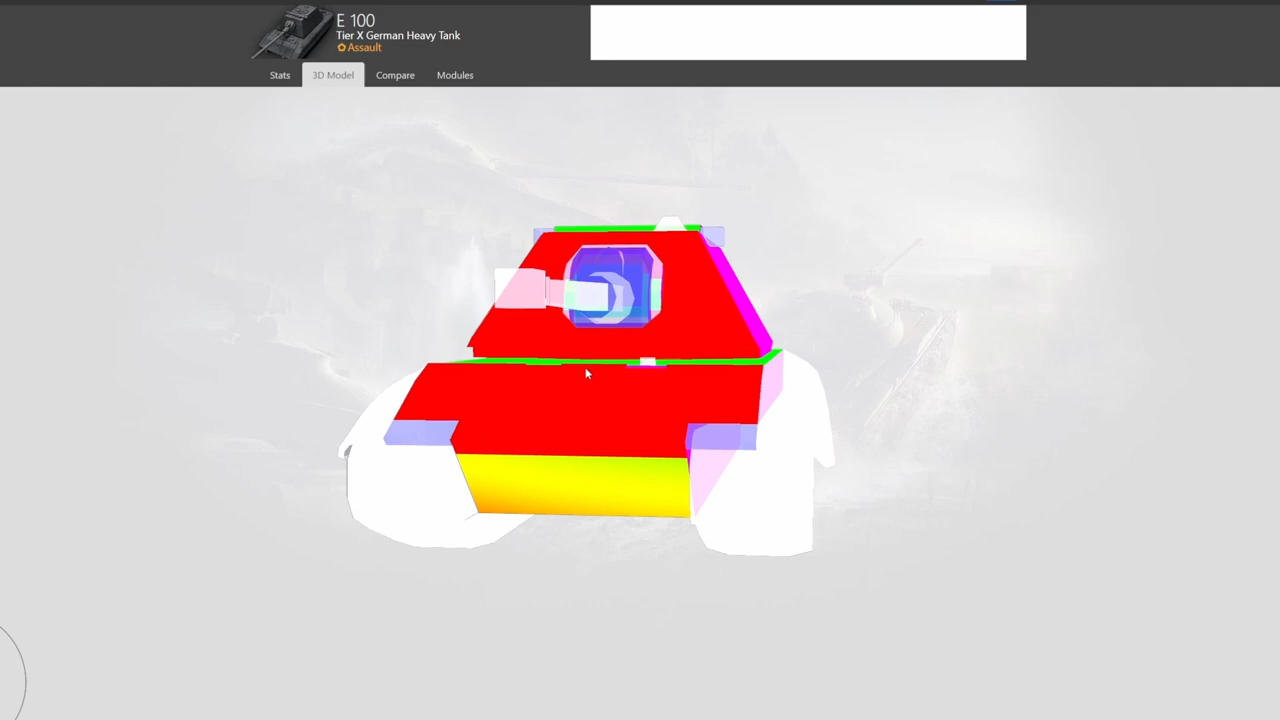 E 100
Tier X German Heavy Tank
Assault
Stats
3D Model
Compare
Modules